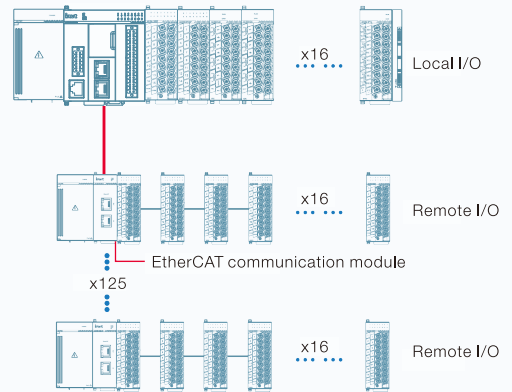 x16
Local I/O
x16
Remote I/O
EtherCAT communication module
x125
x16
Remote I/O